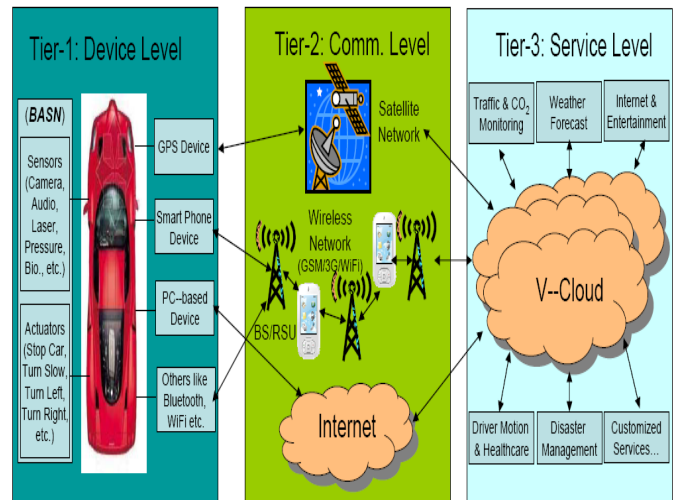 Tier-1: Device Level
(BASN)
Sensors
(Camera,
Audio,
Laser,
Pressure,
Bio., etc.)
Actuators
(Stop Car,
Turn Slow,
Turn Left,
Turn Right,
etc.)
GPS Device
Smart Phone
Device
PC--based
Device
Others like
Bluetooth,
WiFi etc.
Tier-2: Comm. Level
Satellite
Network
Wireless
Network
(GSM/3G/WiFi)
BS/RSU
Internet
Tier-3: Service Level
Traffic & CO2
Monitoring
Weather
Forecast
Internet &
Entertainment
V--Cloud
Driver Motion
& Healthcare
Disaster
Management
Customized
Services...